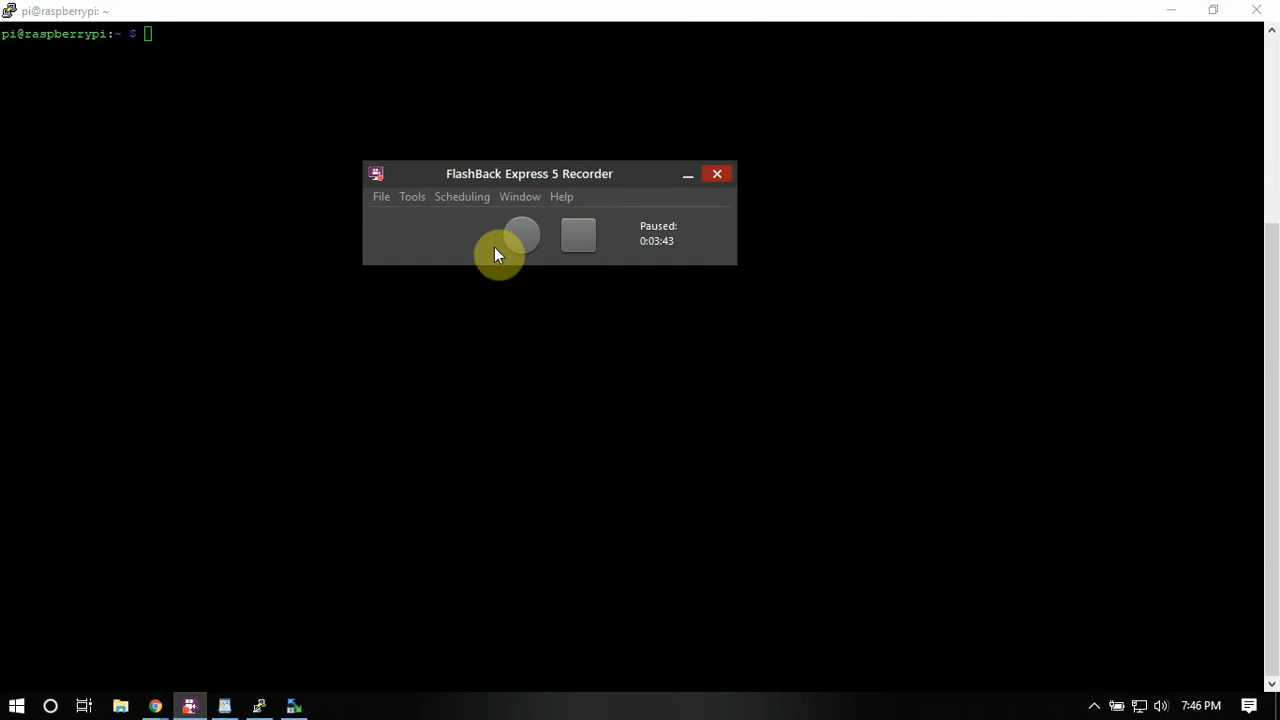 pi@raspberrypi: ~
pi@raspberrypi:~ $
FlashBack Express 5 Recorder
File Tools Scheduling Window Help
Paused:
0:03:43
7:46 PM